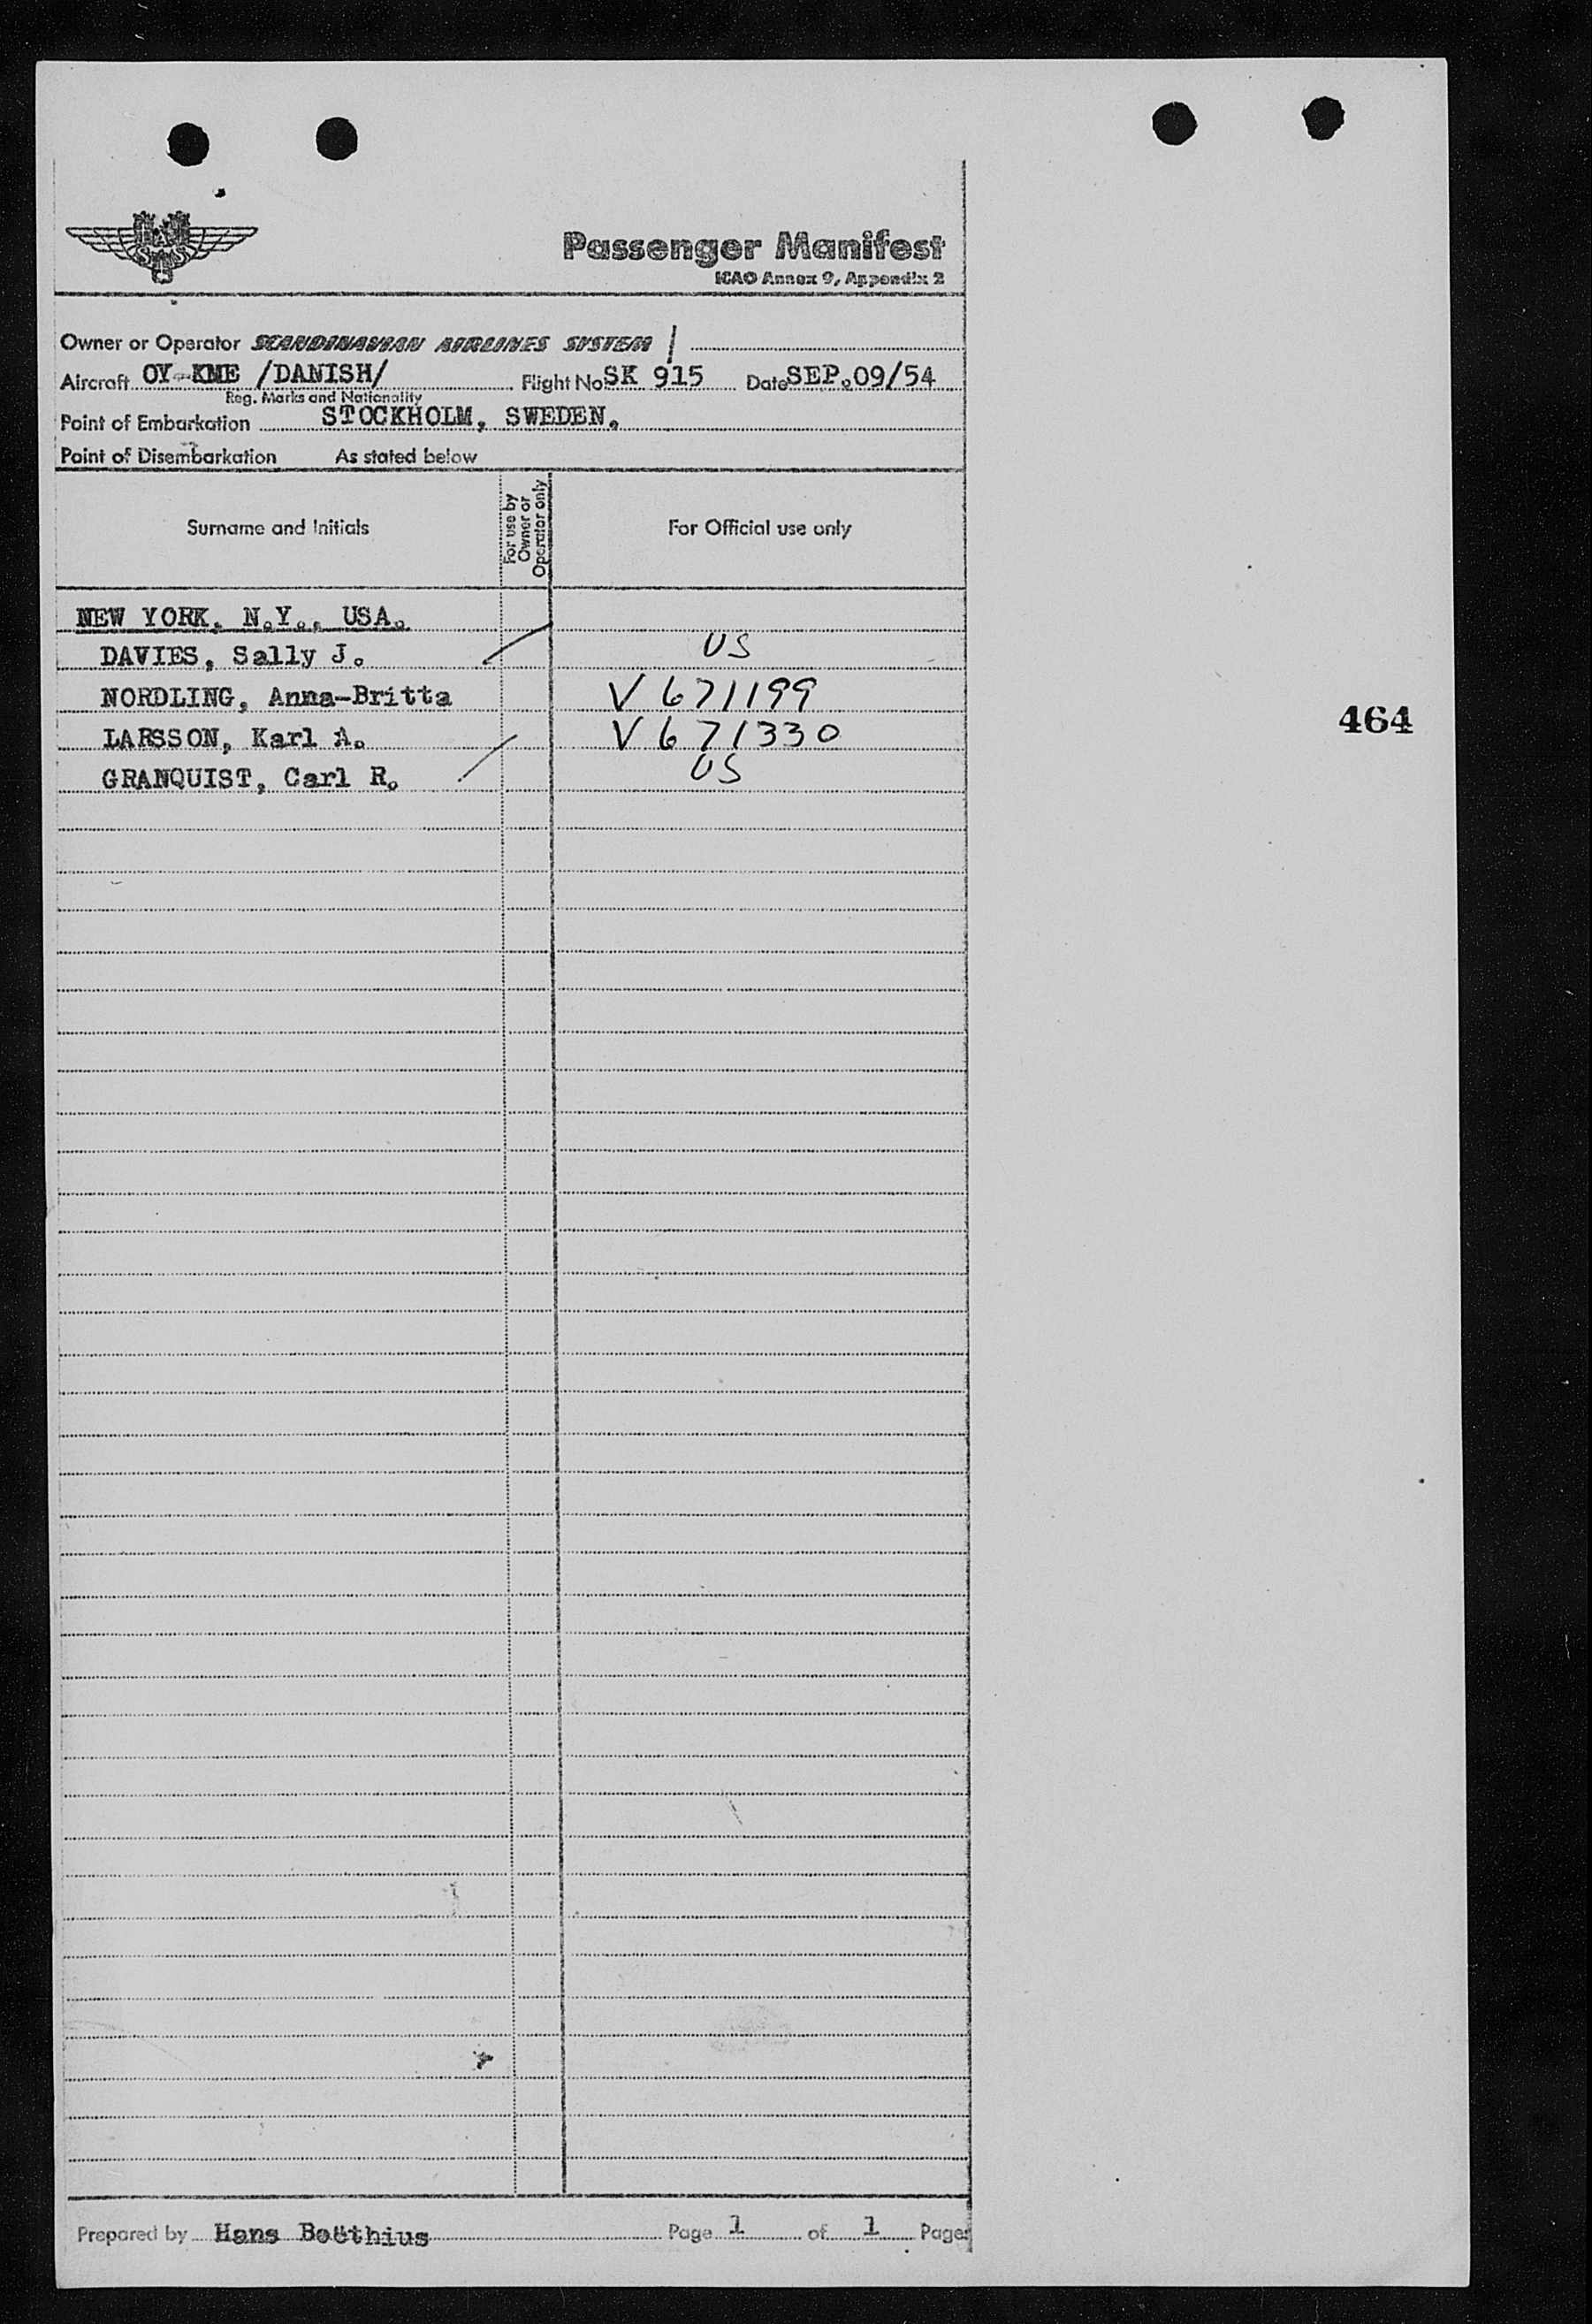 SAS
Passenger Manifest
ICAO Annex 9, Appendix 2
Owner or Operator SCANDINAVIAN AIRLINES SYSTEM /
Aircraft OY-KME /DANISH/ Flight No SK 915 Date SEP.09/54
Reg. Marks and Nationality
Point of Embarkation STOCKHOLM, SWEDEN.
Point of Disembarkation As stated below
Surname and Initials For use by Owner or Operator only For Official use only
NEW YORK, N.Y., USA.
DAVIES, Sally J. US
NORDLING, Anna-Britta V 671199
LARSSON, Karl A. V 671330
GRANQUIST, Carl R. US
464
Prepared by Hans Boëthius Page 1 of 1 Pages